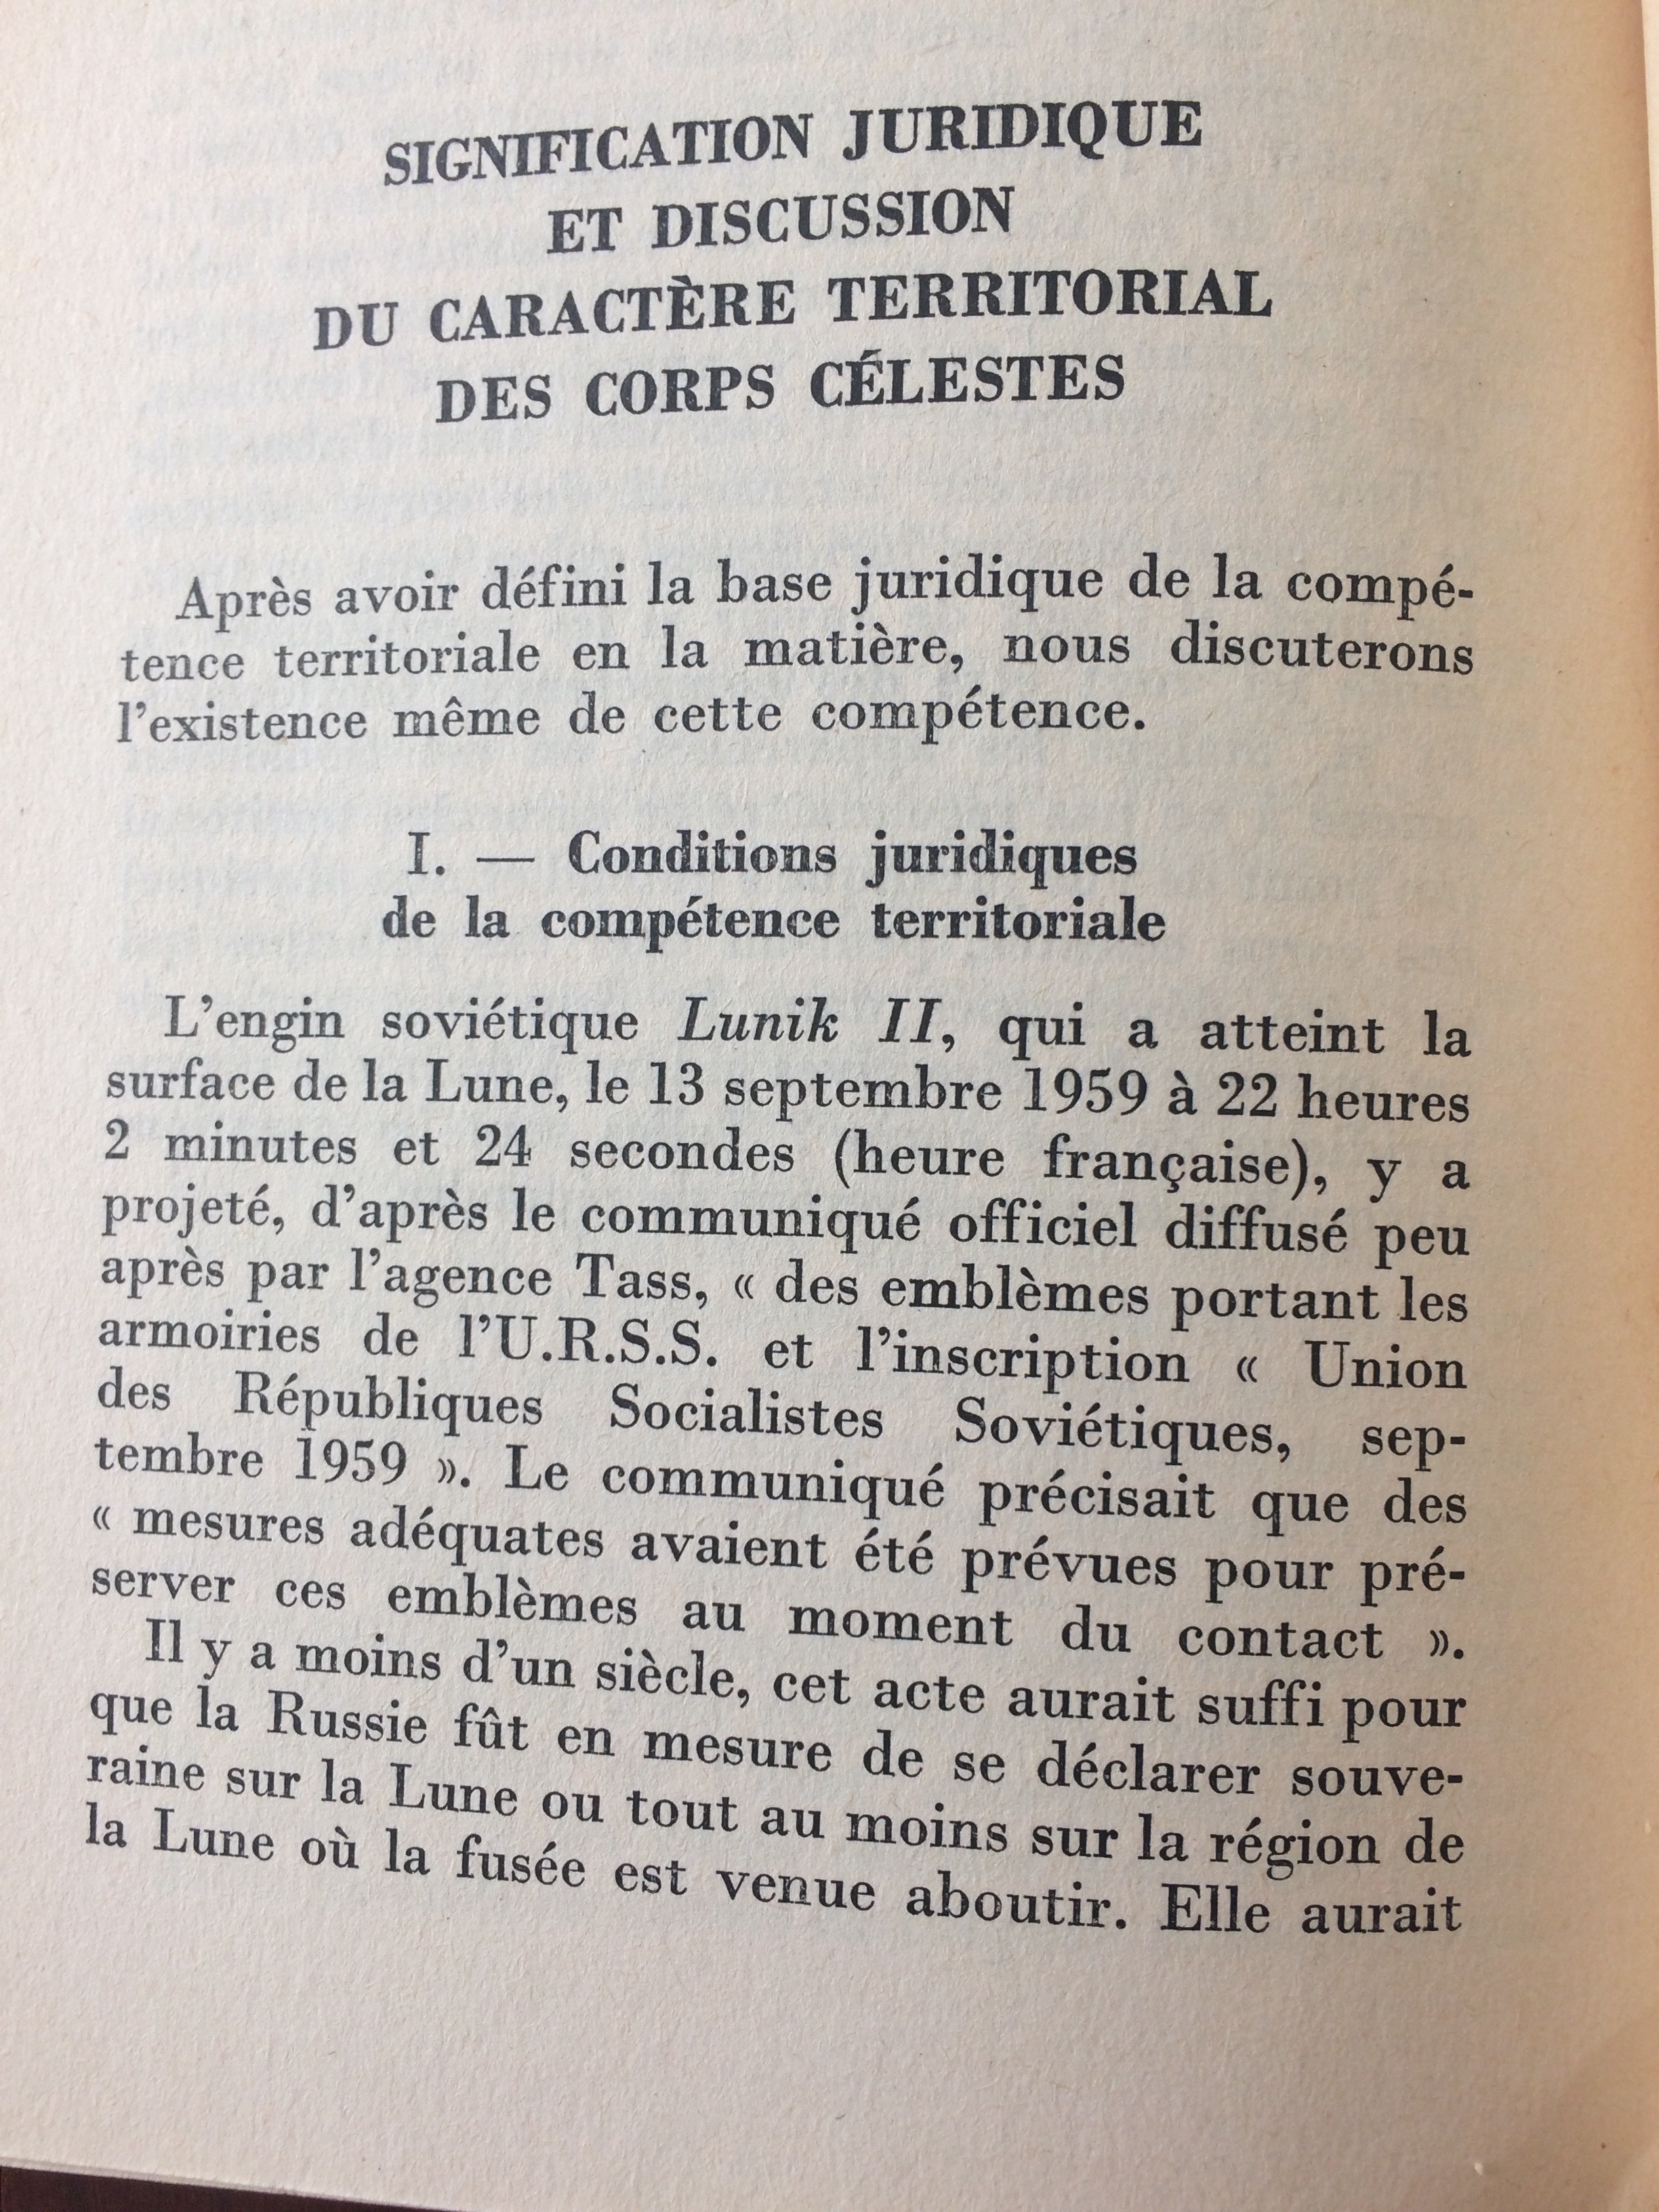 SIGNIFICATION JURIDIQUE
ET DISCUSSION
DU CARACTÈRE TERRITORIAL
DES CORPS CÉLESTES
Après avoir défini la base juridique de la compé-
tence territoriale en la matière, nous discuterons
l'existence même de cette compétence.
I. — Conditions juridiques
de la compétence territoriale
L'engin soviétique Lunik II, qui a atteint la
surface de la Lune, le 13 septembre 1959 à 22 heures
2 minutes et 24 secondes (heure française), y a
projeté, d'après le communiqué officiel diffusé peu
après par l'agence Tass, « des emblèmes portant les
armoiries de l'U.R.S.S. et l'inscription « Union
des Républiques Socialistes Soviétiques, sep-
tembre 1959 ». Le communiqué précisait que des
« mesures adéquates avaient été prévues pour pré-
server ces emblèmes au moment du contact ».
Il y a moins d'un siècle, cet acte aurait suffi pour
que la Russie fût en mesure de se déclarer souve-
raine sur la Lune ou tout au moins sur la région de
la Lune où la fusée est venue aboutir. Elle aurait